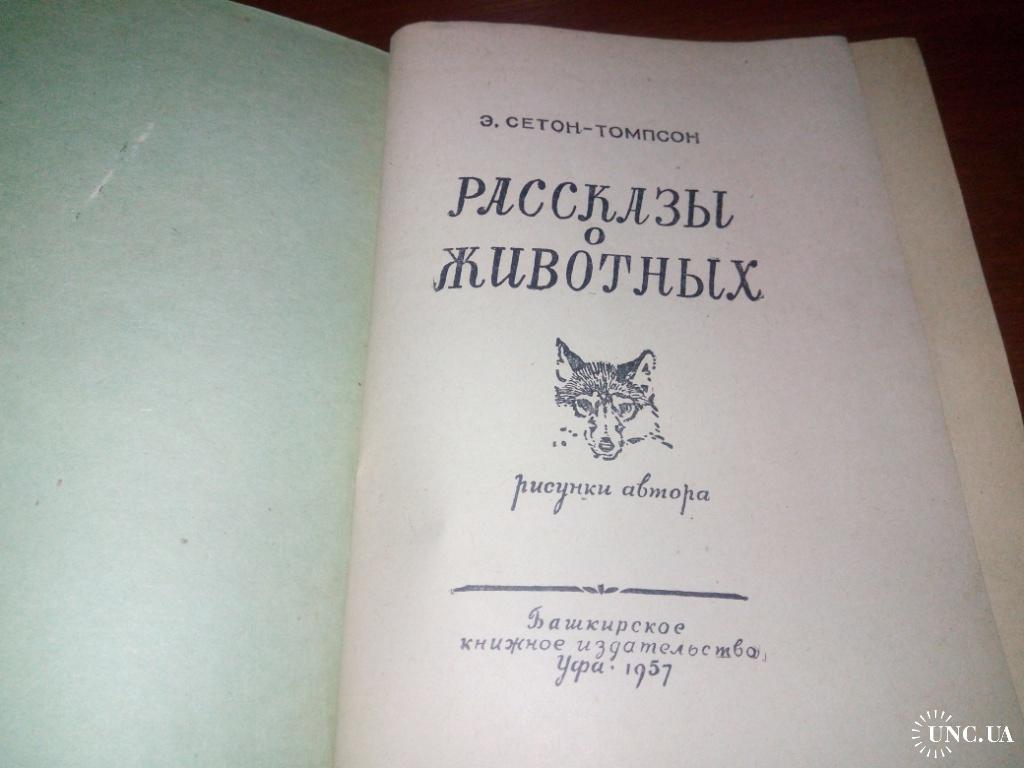 Э. СЕТОН-ТОМПСОН
РАССКАЗЫ
О
ЖИВОТНЫХ
рисунки автора
Башкирское
книжное издательство,
Уфа • 1957
UNC.UA